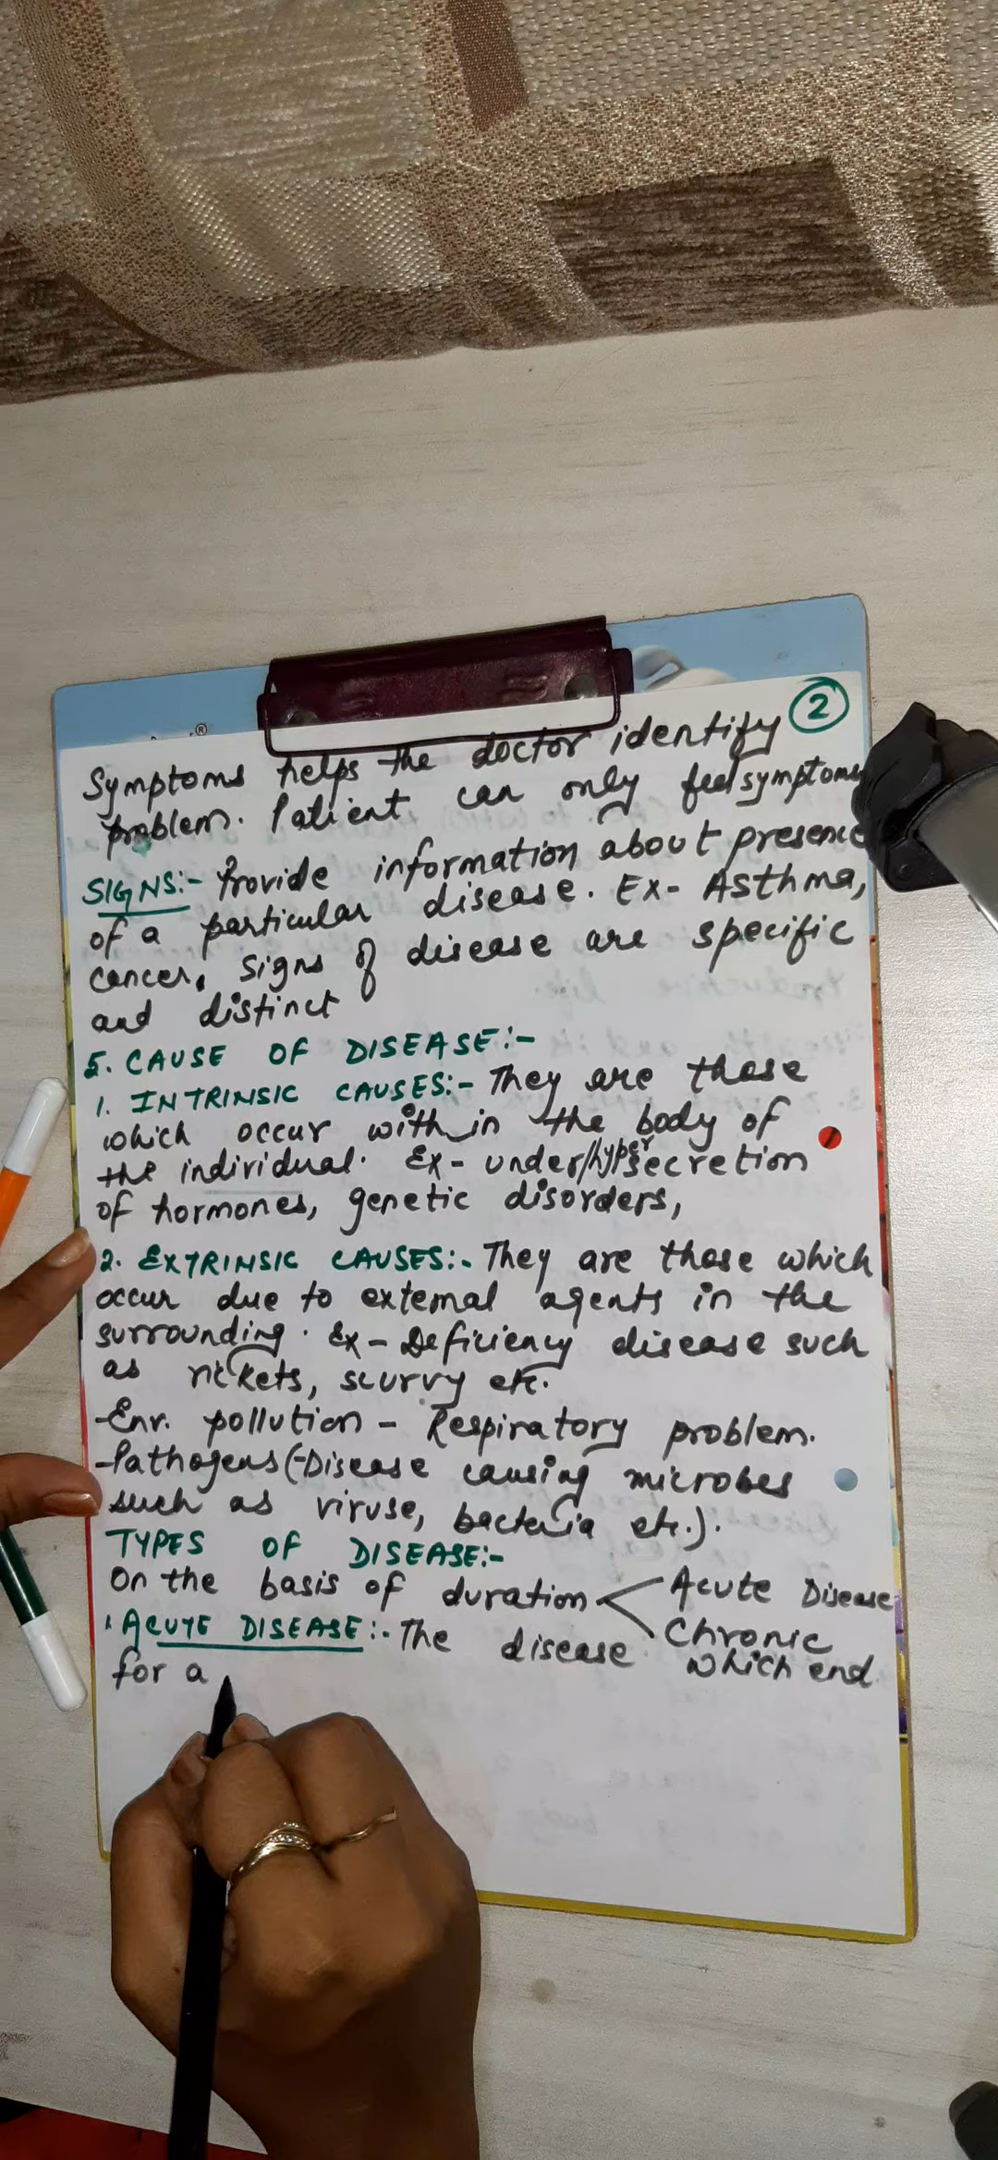 2
Symptoms helps the doctor identify
problem. Patient can only feel symptoms
SIGNS:- Provide information about presence
of a particular disease. Ex- Asthma,
cancer, signs of disease are specific
and distinct
5. CAUSE OF DISEASE:-
1. INTRINSIC CAUSES:- They are those
which occur with in the body of
the individual. Ex- under/hyper secretion
of hormones, genetic disorders,
2. EXTRINSIC CAUSES:- They are those which
occur due to external agents in the
surrounding. Ex- Deficiency disease such
as rickets, scurvy etc.
-Env. pollution - Respiratory problem.
-Pathogens(-Disease causing microbes
such as viruse, bacteria etc.).
TYPES OF DISEASE:-
On the basis of duration < Acute Disease
Chronic
1 ACUTE DISEASE:- The disease which end
for a